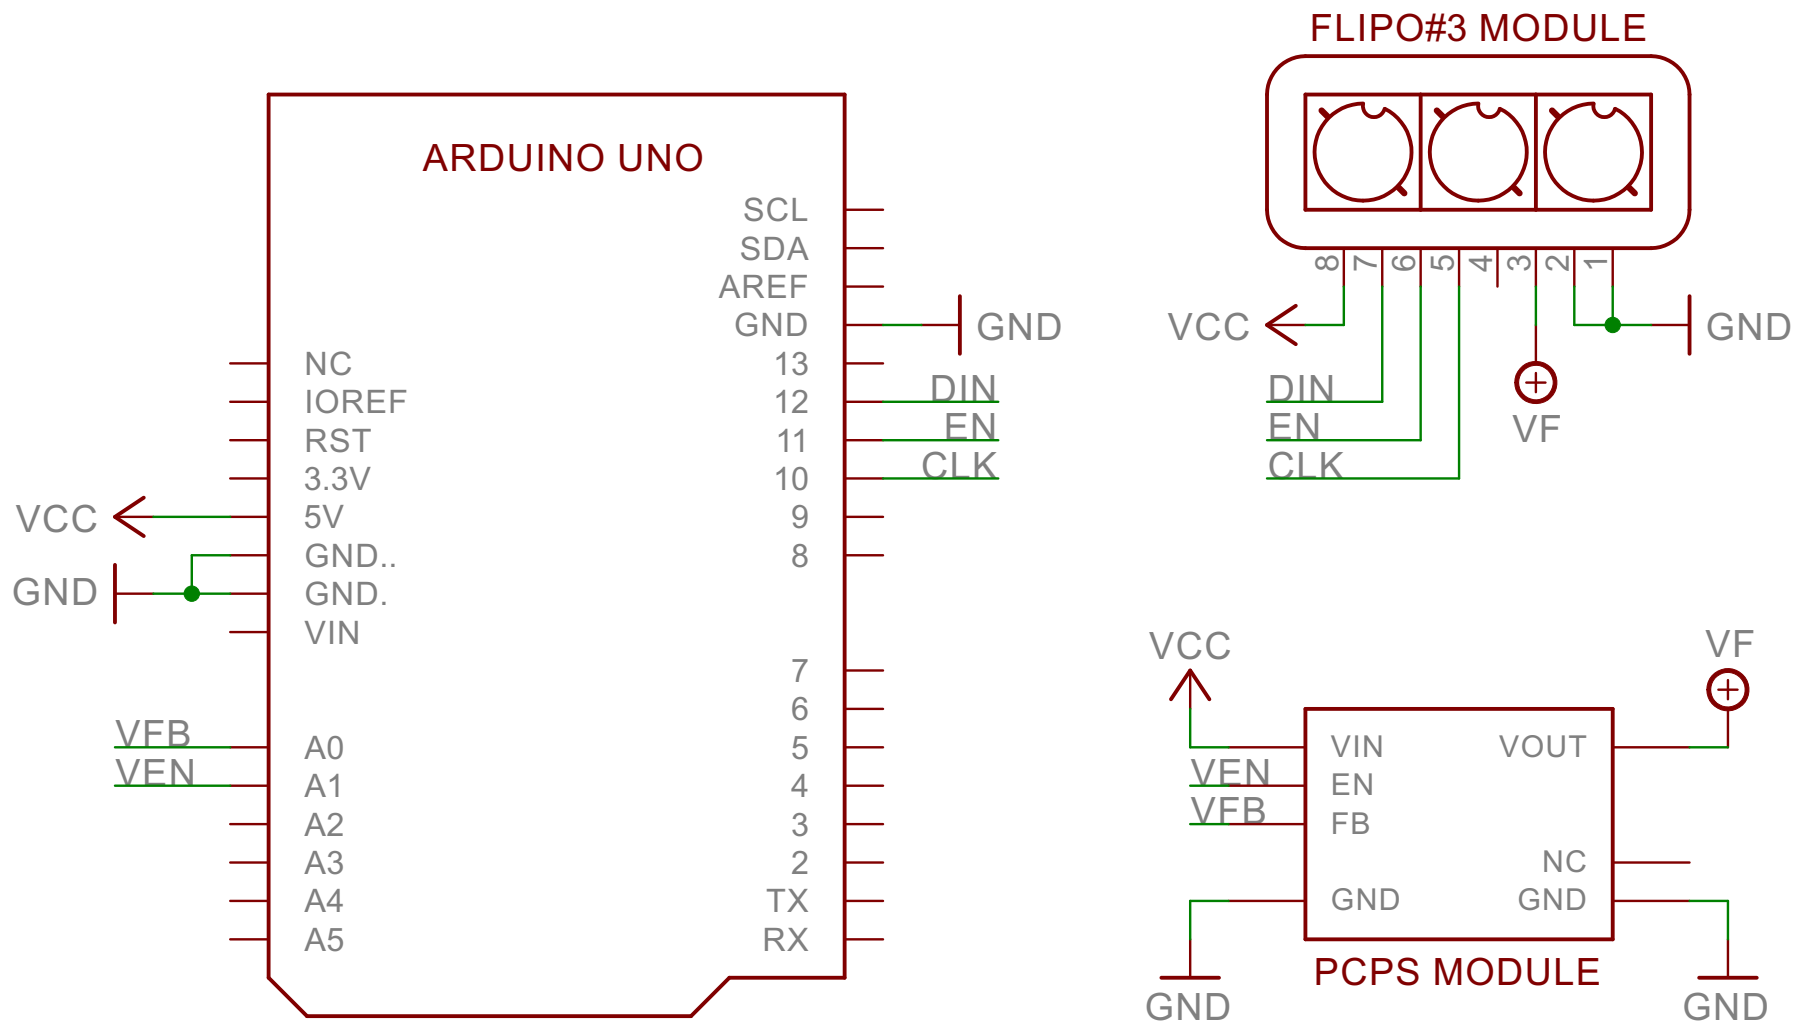 FLIPO#3 MODULE
8 7 6 5 4 3 2 1
VCC
GND
DIN
EN
CLK
VF
ARDUINO UNO
SCL
SDA
AREF
GND
GND
13
12
DIN
11
EN
10
CLK
9
8
7
6
5
4
3
2
TX
RX
NC
IOREF
RST
3.3V
VCC
5V
GND..
GND
GND.
VIN
VFB
A0
VEN
A1
A2
A3
A4
A5
VCC
VF
VIN
VOUT
VEN
EN
VFB
FB
NC
GND
GND
PCPS MODULE
GND
GND